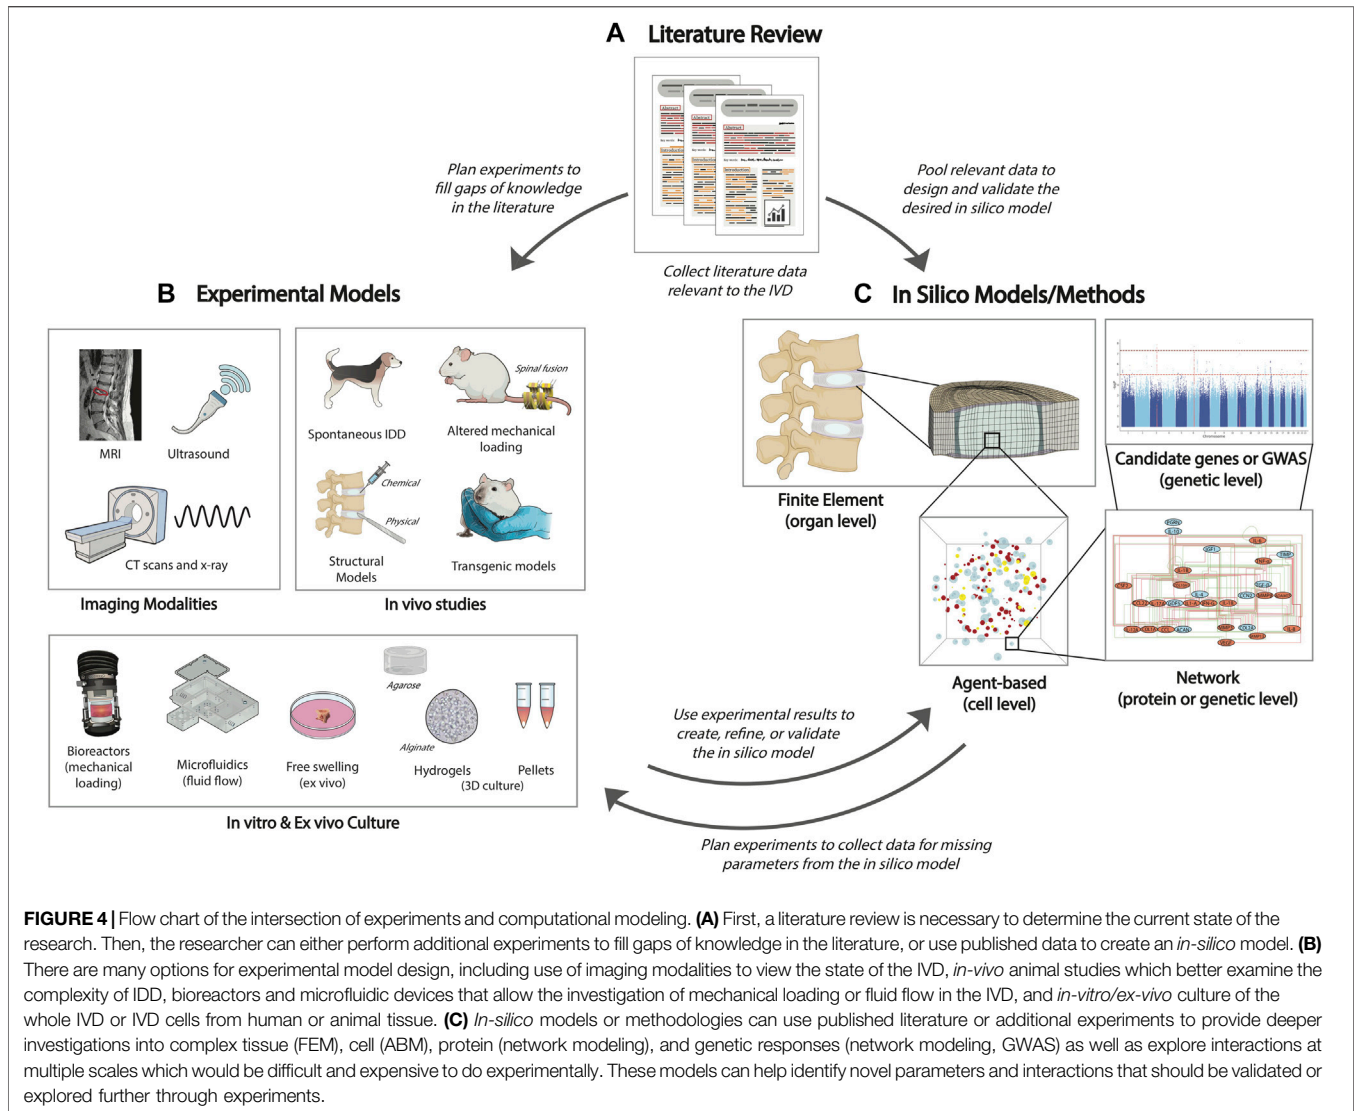 A Literature Review
Abstract
Introduction
Plan experiments to
fill gaps of knowledge
in the literature
Pool relevant data to
design and validate the
desired in silico model
Collect literature data
relevant to the IVD
B Experimental Models
MRI
Ultrasound
CT scans and x-ray
Imaging Modalities
Spontaneous IDD
Spinal fusion
Altered mechanical
loading
Chemical
Physical
Structural
Models
Transgenic models
In vivo studies
Bioreactors
(mechanical
loading)
Microfluidics
(fluid flow)
Free swelling
(ex vivo)
Agarose
Alginate
Hydrogels
Pellets
(3D culture)
In vitro & Ex vivo Culture
C In Silico Models/Methods
Finite Element
(organ level)
Chromosome
Candidate genes or GWAS
(genetic level)
Agent-based
(cell level)
Network
(protein or genetic level)
Use experimental results to
create, refine, or validate
the in silico model
Plan experiments to collect data for missing
parameters from the in silico model
FIGURE 4 | Flow chart of the intersection of experiments and computational modeling. (A) First, a literature review is necessary to determine the current state of the
research. Then, the researcher can either perform additional experiments to fill gaps of knowledge in the literature, or use published data to create an in-silico model. (B)
There are many options for experimental model design, including use of imaging modalities to view the state of the IVD, in-vivo animal studies which better examine the
complexity of IDD, bioreactors and microfluidic devices that allow the investigation of mechanical loading or fluid flow in the IVD, and in-vitro/ex-vivo culture of the
whole IVD or IVD cells from human or animal tissue. (C) In-silico models or methodologies can use published literature or additional experiments to provide deeper
investigations into complex tissue (FEM), cell (ABM), protein (network modeling), and genetic responses (network modeling, GWAS) as well as explore interactions at
multiple scales which would be difficult and expensive to do experimentally. These models can help identify novel parameters and interactions that should be validated or
explored further through experiments.